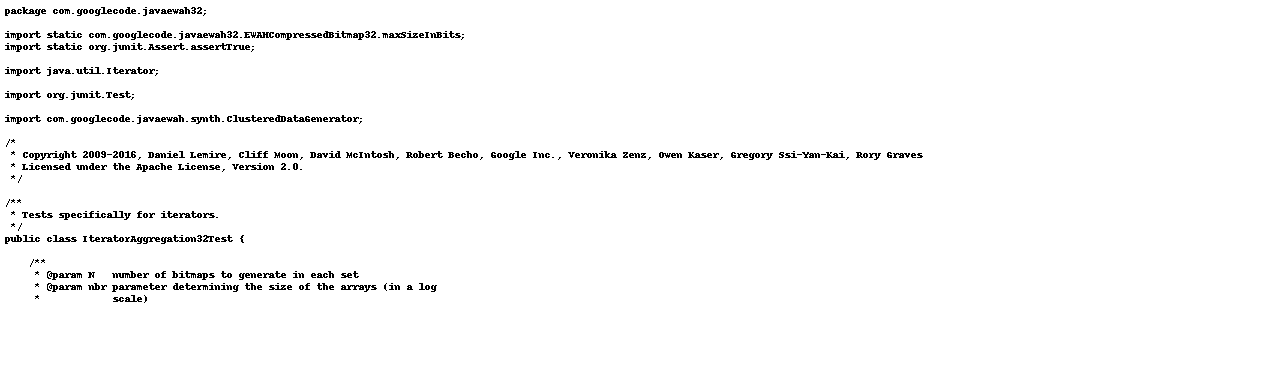 package com.googlecode.javaewah32;

import static com.googlecode.javaewah32.EWAHCompressedBitmap32.maxSizeInBits;
import static org.junit.Assert.assertTrue;

import java.util.Iterator;

import org.junit.Test;

import com.googlecode.javaewah.synth.ClusteredDataGenerator;

/*
 * Copyright 2009-2016, Daniel Lemire, Cliff Moon, David McIntosh, Robert Becho, Google Inc., Veronika Zenz, Owen Kaser, Gregory Ssi-Yan-Kai, Rory Graves
 * Licensed under the Apache License, Version 2.0.
 */

/**
 * Tests specifically for iterators.
 */
public class IteratorAggregation32Test {

    /**
     * @param N   number of bitmaps to generate in each set
     * @param nbr parameter determining the size of the arrays (in a log
     *            scale)